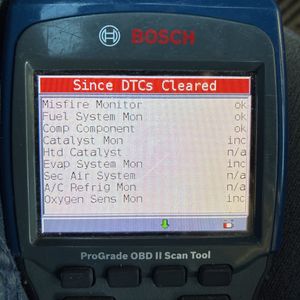 BOSCH
Since DTCs Cleared
Misfire Monitor ok
Fuel System Mon ok
Comp Component ok
Catalyst Mon inc
Htd Catalyst n/a
Evap System Mon inc
Sec Air System n/a
A/C Refrig Mon n/a
Oxygen Sens Mon inc
ProGrade OBD II Scan Tool